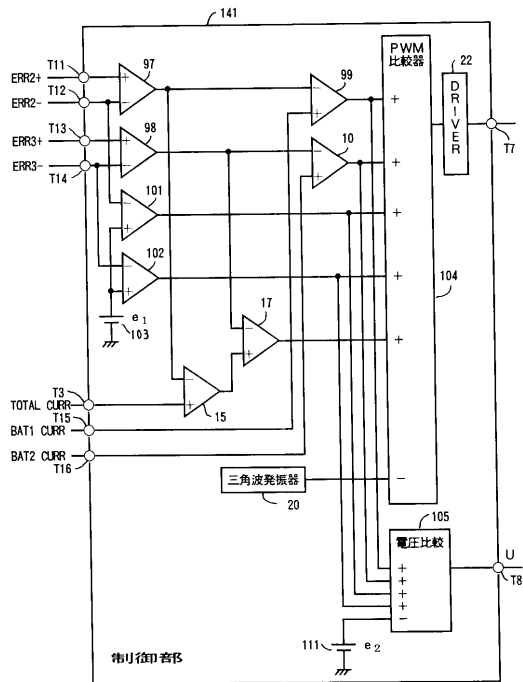 141
PWM
比較器
22
DRIVER
T7
T11
ERR2+
97
99
T12
ERR2-
T13
ERR3+
98
10
ERR3-
T14
101
102
104
e1
103
17
T3
TOTAL CURR
15
T15
BAT1 CURR
BAT2 CURR
T16
三角波発振器
20
105
電圧比較
U
T8
111
e2
制御部
+
-
+
-
-
+
+
-
-
+
-
+
-
+
-
+
-
+
+
+
+
+
+
-
+
+
+
+
-